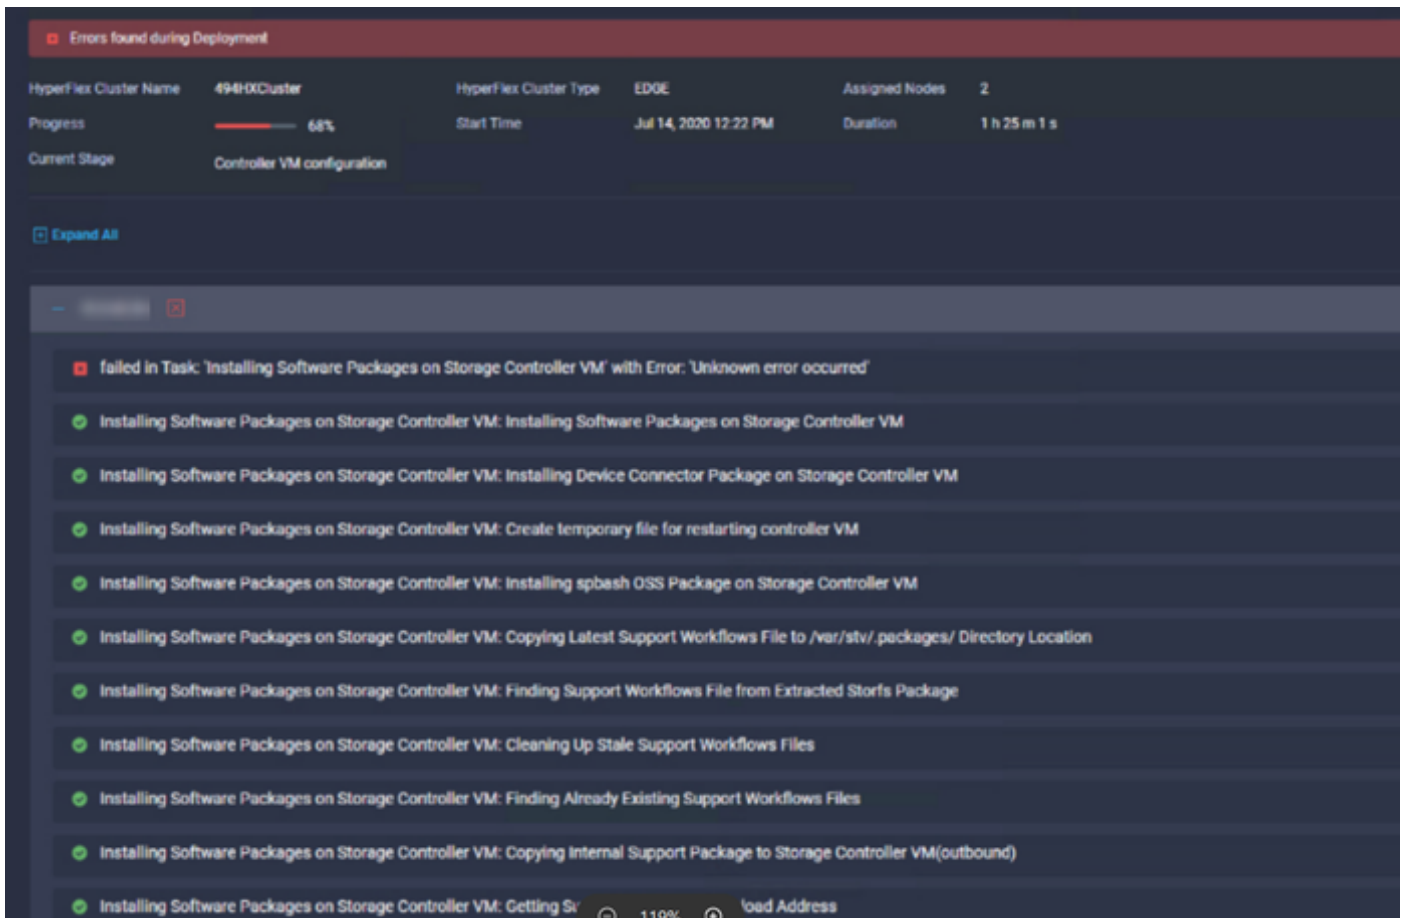 Errors found during Deployment
HyperFlex Cluster Name 494HXCluster HyperFlex Cluster Type EDGE Assigned Nodes 2
Progress 68% Start Time Jul 14, 2020 12:22 PM Duration 1 h 25 m 1 s
Current Stage Controller VM configuration
Expand All
failed in Task: 'Installing Software Packages on Storage Controller VM' with Error: 'Unknown error occurred'
Installing Software Packages on Storage Controller VM: Installing Software Packages on Storage Controller VM
Installing Software Packages on Storage Controller VM: Installing Device Connector Package on Storage Controller VM
Installing Software Packages on Storage Controller VM: Create temporary file for restarting controller VM
Installing Software Packages on Storage Controller VM: Installing spbash OSS Package on Storage Controller VM
Installing Software Packages on Storage Controller VM: Copying Latest Support Workflows File to /var/stv/.packages/ Directory Location
Installing Software Packages on Storage Controller VM: Finding Support Workflows File from Extracted Storfs Package
Installing Software Packages on Storage Controller VM: Cleaning Up Stale Support Workflows Files
Installing Software Packages on Storage Controller VM: Finding Already Existing Support Workflows Files
Installing Software Packages on Storage Controller VM: Copying Internal Support Package to Storage Controller VM(outbound)
Installing Software Packages on Storage Controller VM: Getting Address
119%